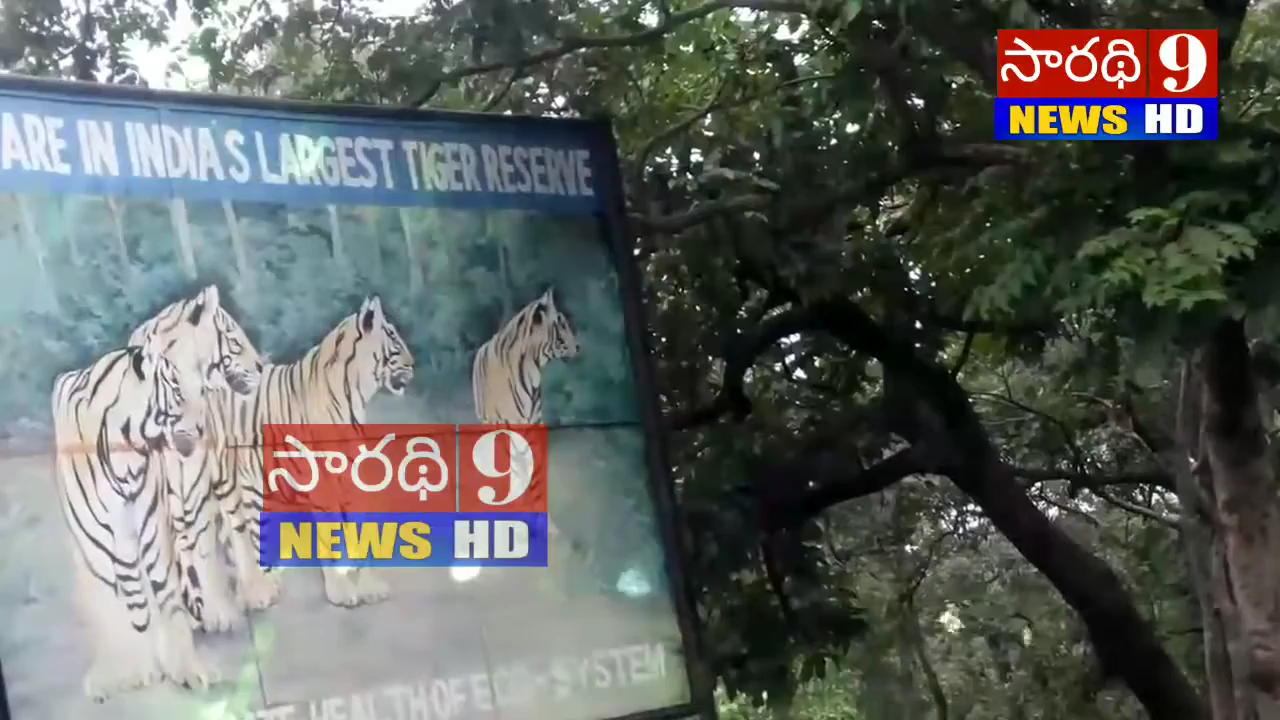 సారథి 9
NEWS HD
ARE IN INDIA'S LARGEST TIGER RESERVE
సారథి 9
NEWS HD
HEALTH OF ECO-SYSTEM